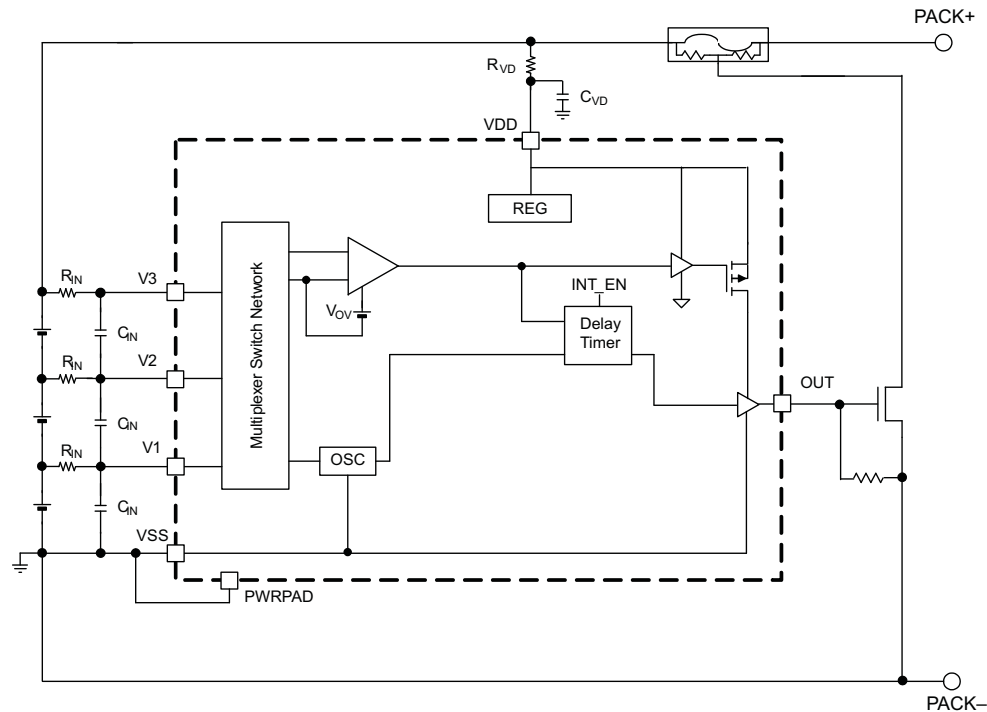 PACK+
RVD
CVD
VDD
REG
RIN
V3
INT_EN
VOV
Delay
Timer
CIN
Multiplexer Switch Network
RIN
V2
OUT
CIN
RIN
V1
OSC
CIN
VSS
PWRPAD
PACK–